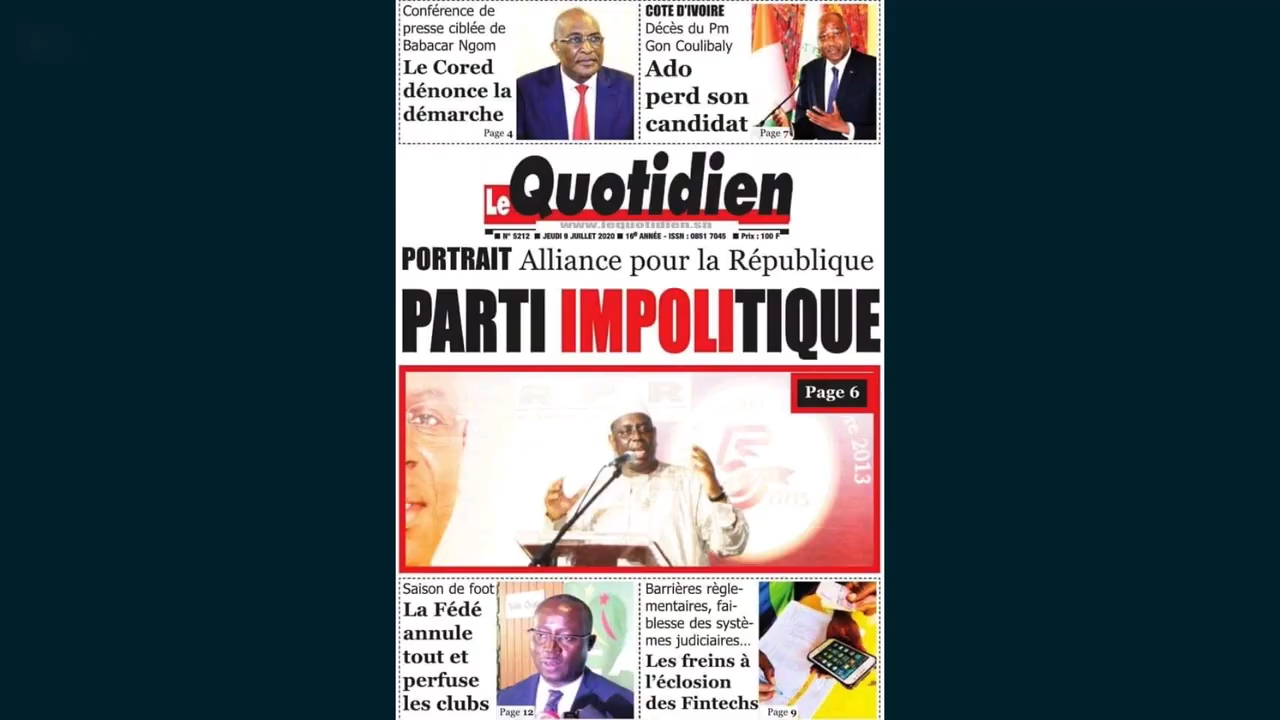 Conférence de
presse ciblée de
Babacar Ngom
Le Cored
dénonce la
démarche
Page 4
COTE D'IVOIRE
Décès du Pm
Gon Coulibaly
Ado
perd son
candidat
Page 7
Le Quotidien
www.lequotidien.sn
N° 5212 JEUDI 9 JUILLET 2020 16e ANNÉE - ISSN : 0851 7045 Prix : 100 F
PORTRAIT Alliance pour la République
PARTI IMPOLITIQUE
Page 6
2013
Saison de foot
La Fédé
annule
tout et
perfuse
les clubs
Page 12
Barrières règle-
mentaires, fai-
blesse des systè-
mes judiciaires...
Les freins à
l'éclosion
des Fintechs
Page 9